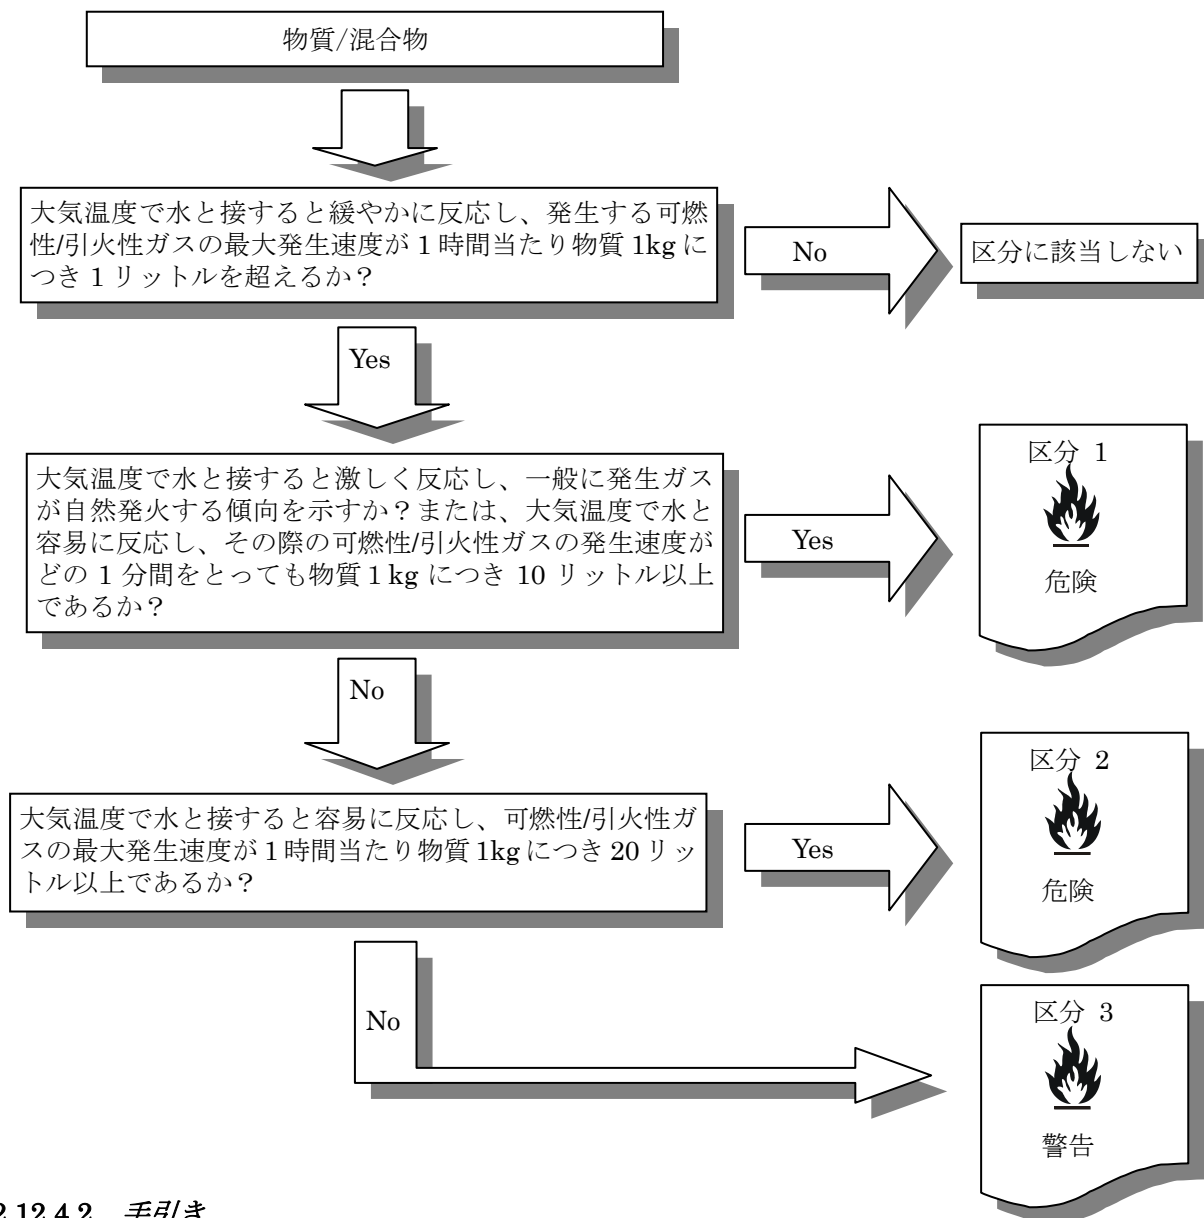 物質/混合物
大気温度で水と接すると緩やかに反応し、発生する可燃
性/引火性ガスの最大発生速度が 1 時間当たり物質 1kg に
つき 1 リットルを超えるか？
No
区分に該当しない
Yes
大気温度で水と接すると激しく反応し、一般に発生ガス
が自然発火する傾向を示すか？または、大気温度で水と
容易に反応し、その際の可燃性/引火性ガスの発生速度が
どの 1 分間をとっても物質 1 kg につき 10 リットル以上
であるか？
Yes
区分 1
危険
No
大気温度で水と接すると容易に反応し、可燃性/引火性ガ
スの最大発生速度が 1 時間当たり物質 1kg につき 20 リッ
トル以上であるか？
Yes
区分 2
危険
No
区分 3
警告
2.12.4.2 手引き